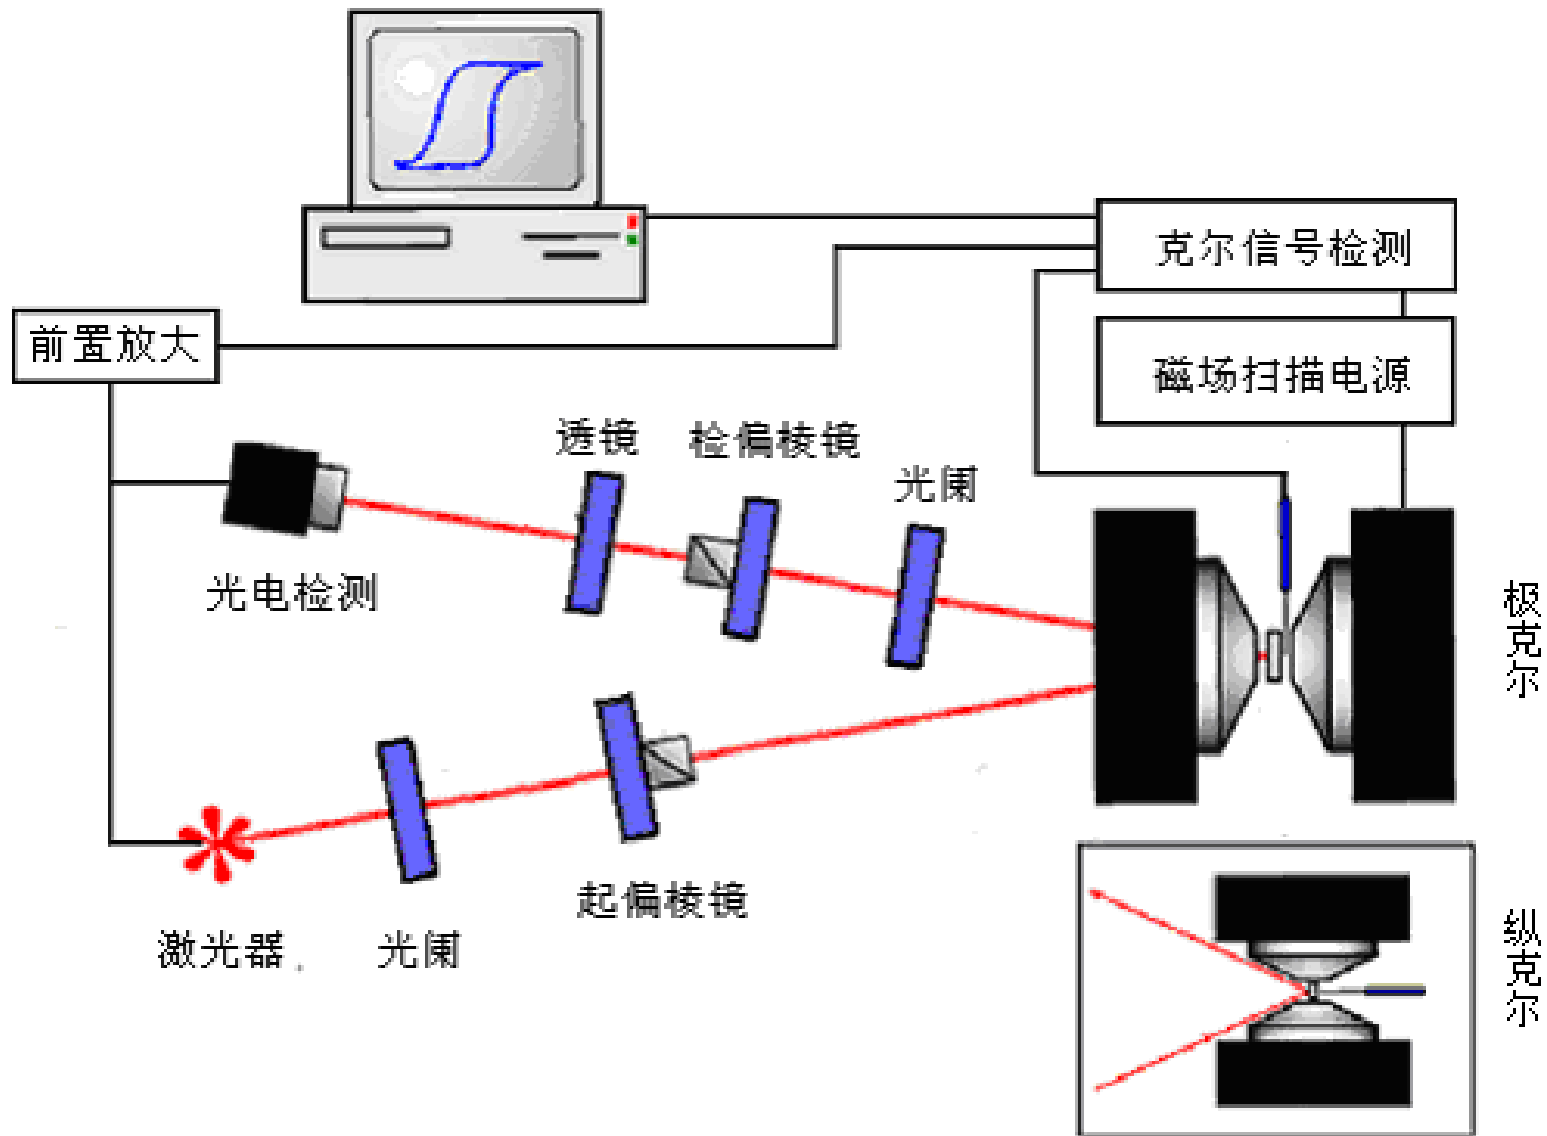 克尔信号检测
前置放大
磁场扫描电源
透镜
检偏棱镜
光阑
光电检测
极克尔
起偏棱镜
激光器
光阑
纵克尔